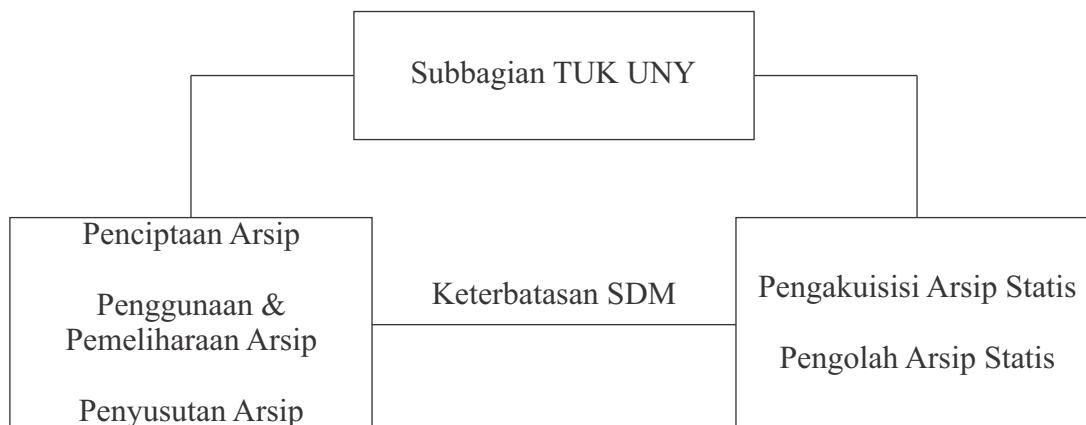 Subbagian TUK UNY
Penciptaan Arsip
Penggunaan &
Pemeliharaan Arsip
Penyusutan Arsip
Keterbatasan SDM
Pengakuisisi Arsip Statis
Pengolah Arsip Statis